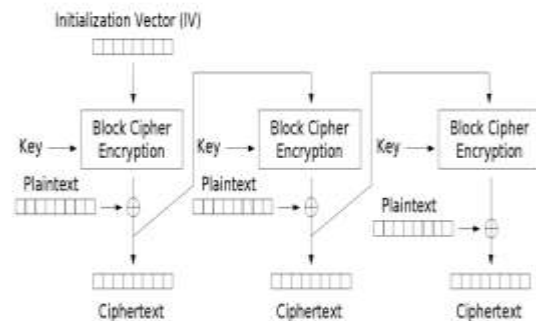 Initialization Vector (IV)
Key
Block Cipher
Encryption
Key
Block Cipher
Encryption
Key
Block Cipher
Encryption
Plaintext
Plaintext
Plaintext
Ciphertext
Ciphertext
Ciphertext